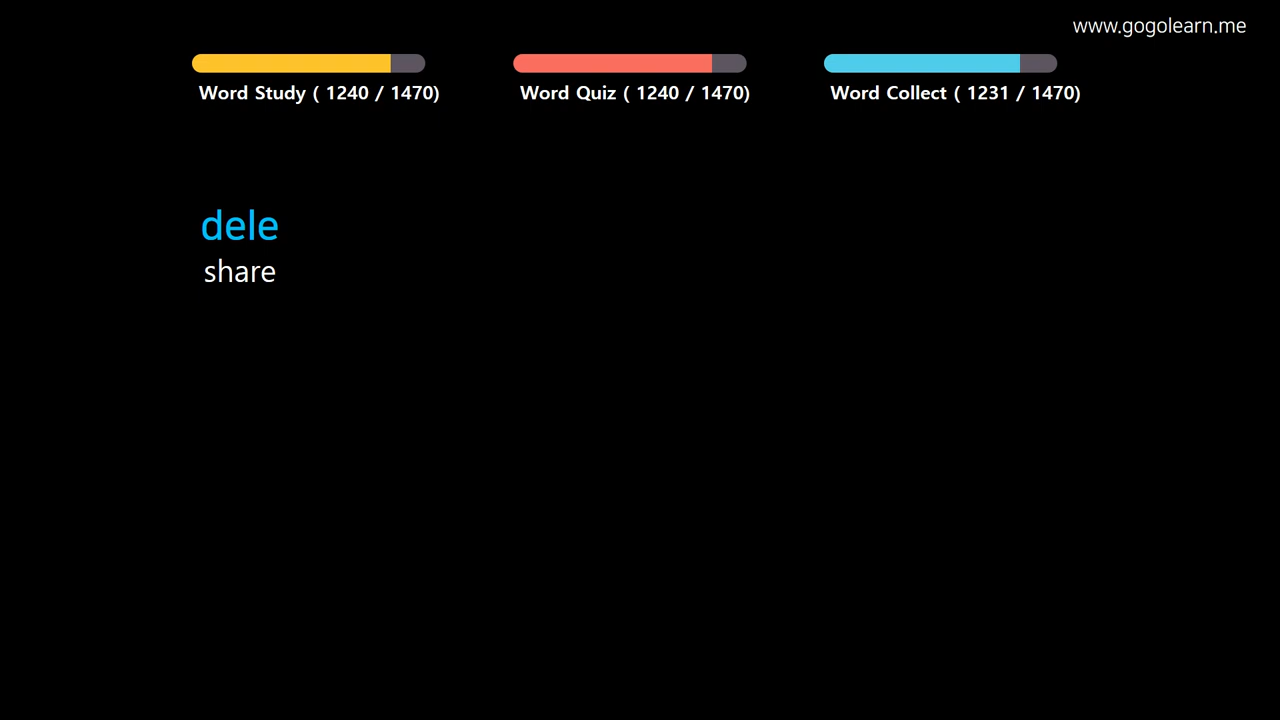 www.gogolearn.me
Word Study ( 1240 / 1470)
Word Quiz ( 1240 / 1470)
Word Collect ( 1231 / 1470)
dele
share